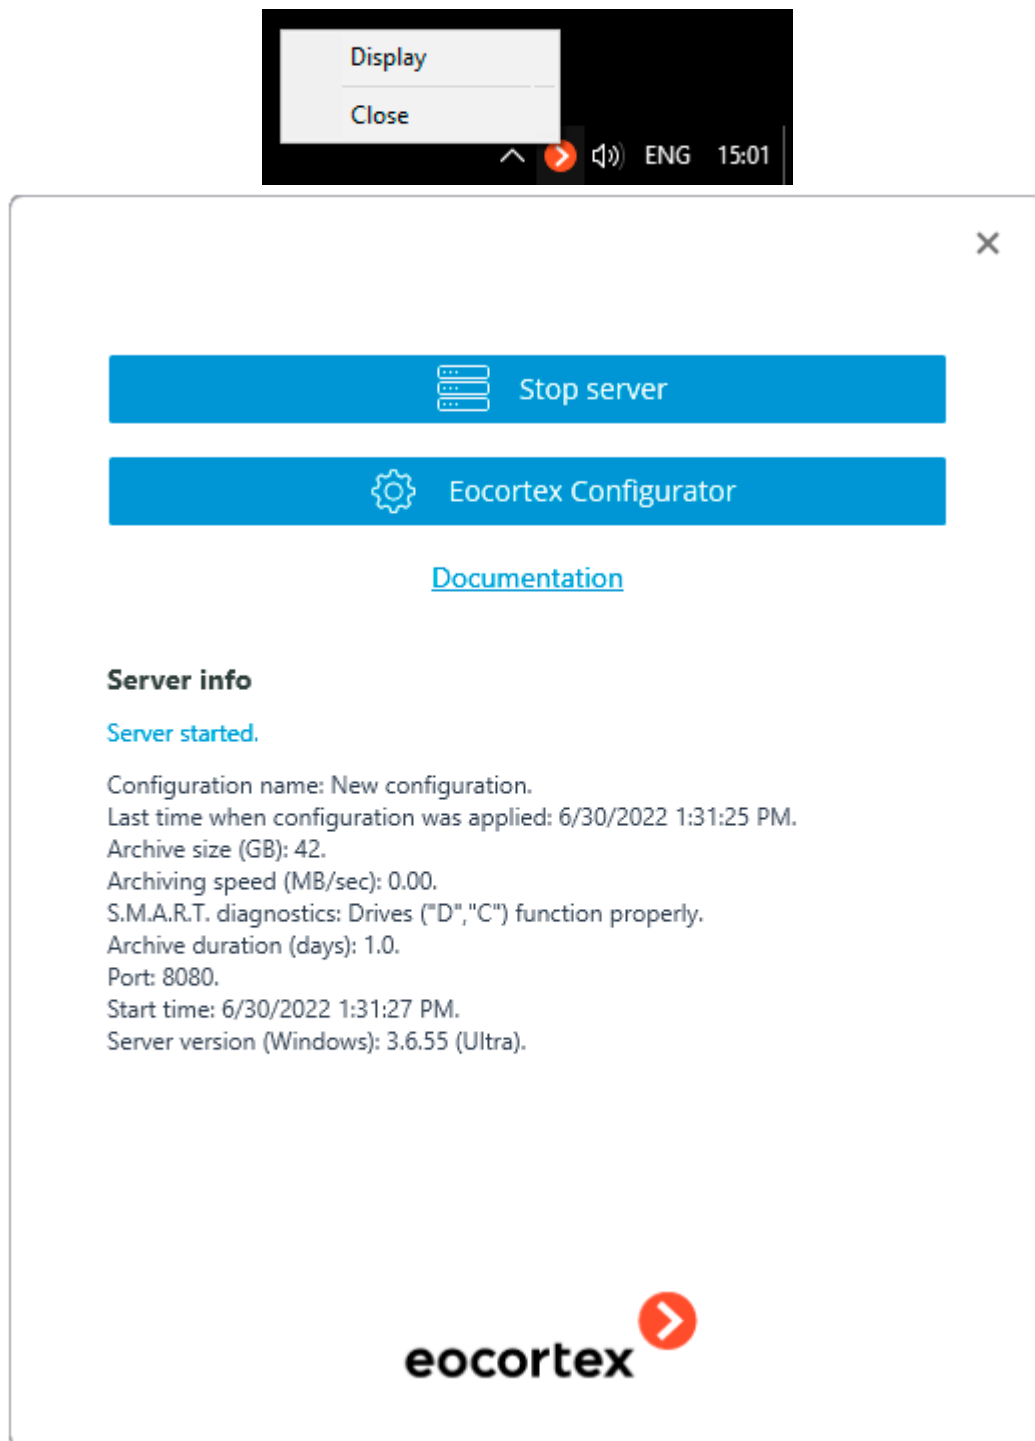 Display
Close
ENG 15:01
Stop server
Eocortex Configurator
Documentation
Server info
Server started.
Configuration name: New configuration.
Last time when configuration was applied: 6/30/2022 1:31:25 PM.
Archive size (GB): 42.
Archiving speed (MB/sec): 0.00.
S.M.A.R.T. diagnostics: Drives ("D","C") function properly.
Archive duration (days): 1.0.
Port: 8080.
Start time: 6/30/2022 1:31:27 PM.
Server version (Windows): 3.6.55 (Ultra).
eocortex